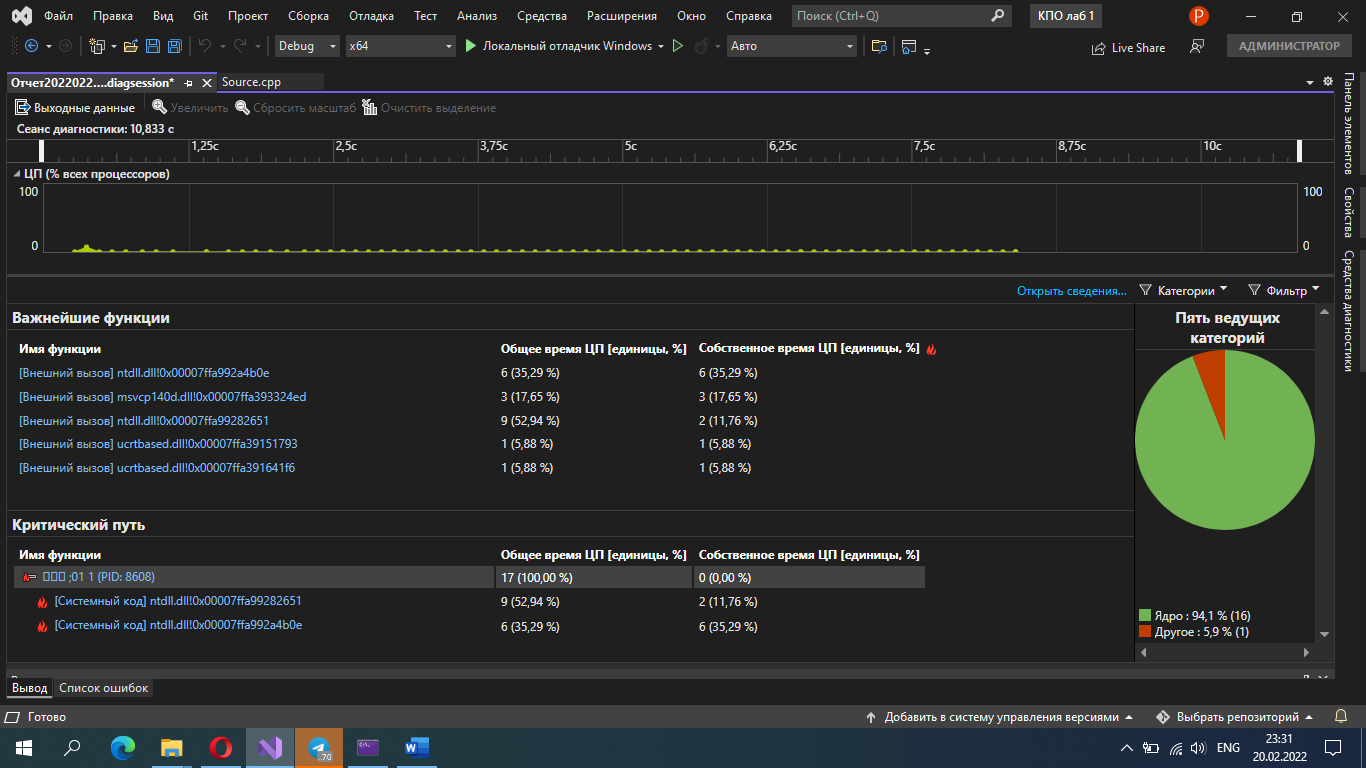 Файл Правка Вид Git Проект Сборка Отладка Тест Анализ Средства Расширения Окно Справка Поиск (Ctrl+Q) КПО лаб 1 P
Debug x64 Локальный отладчик Windows Авто Live Share АДМИНИСТРАТОР
Отчет2022022....diagsession* Source.cpp
Выходные данные Увеличить Сбросить масштаб Очистить выделение
Сеанс диагностики: 10,833 с
1,25с 2,5с 3,75с 5с 6,25с 7,5с 8,75с 10с
ЦП (% всех процессоров)
100 100
0 0
Открыть сведения... Категории Фильтр
Важнейшие функции
Имя функции Общее время ЦП [единицы, %] Собственное время ЦП [единицы, %]
[Внешний вызов] ntdll.dll!0x00007ffa992a4b0e 6 (35,29 %) 6 (35,29 %)
[Внешний вызов] msvcp140d.dll!0x00007ffa393324ed 3 (17,65 %) 3 (17,65 %)
[Внешний вызов] ntdll.dll!0x00007ffa99282651 9 (52,94 %) 2 (11,76 %)
[Внешний вызов] ucrtbased.dll!0x00007ffa39151793 1 (5,88 %) 1 (5,88 %)
[Внешний вызов] ucrtbased.dll!0x00007ffa391641f6 1 (5,88 %) 1 (5,88 %)
Критический путь
Имя функции Общее время ЦП [единицы, %] Собственное время ЦП [единицы, %]
;01 1 (PID: 8608) 17 (100,00 %) 0 (0,00 %)
[Системный код] ntdll.dll!0x00007ffa99282651 9 (52,94 %) 2 (11,76 %)
[Системный код] ntdll.dll!0x00007ffa992a4b0e 6 (35,29 %) 6 (35,29 %)
Пять ведущих
категорий
Ядро : 94,1 % (16)
Другое : 5,9 % (1)
Панель элементов
Свойства
Средства диагностики
Вывод Список ошибок
Готово Добавить в систему управления версиями Выбрать репозиторий
..70 ENG 23:31
20.02.2022